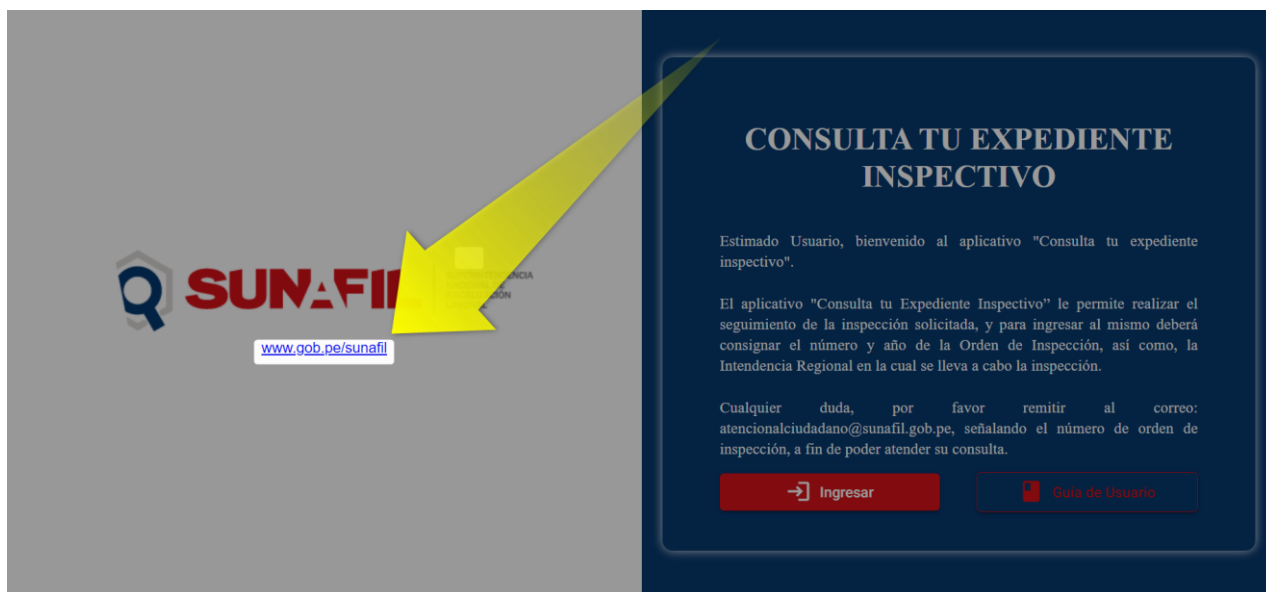 SUNAFIL
www.gob.pe/sunafil
CONSULTA TU EXPEDIENTE
INSPECTIVO
Estimado Usuario, bienvenido al aplicativo "Consulta tu expediente
inspectivo".
El aplicativo "Consulta tu Expediente Inspectivo" le permite realizar el
seguimiento de la inspección solicitada, y para ingresar al mismo deberá
consignar el número y año de la Orden de Inspección, así como, la
Intendencia Regional en la cual se lleva a cabo la inspección.
Cualquier duda, por favor remitir al correo:
atencionalciudadano@sunafil.gob.pe, señalando el número de orden de
inspección, a fin de poder atender su consulta.
Ingresar
Guía de Usuario